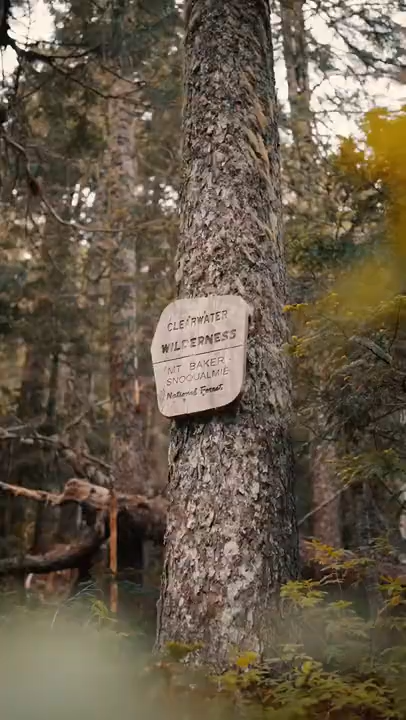 CLEARWATER
WILDERNESS
MT BAKER -
SNOQUALMIE
National Forest